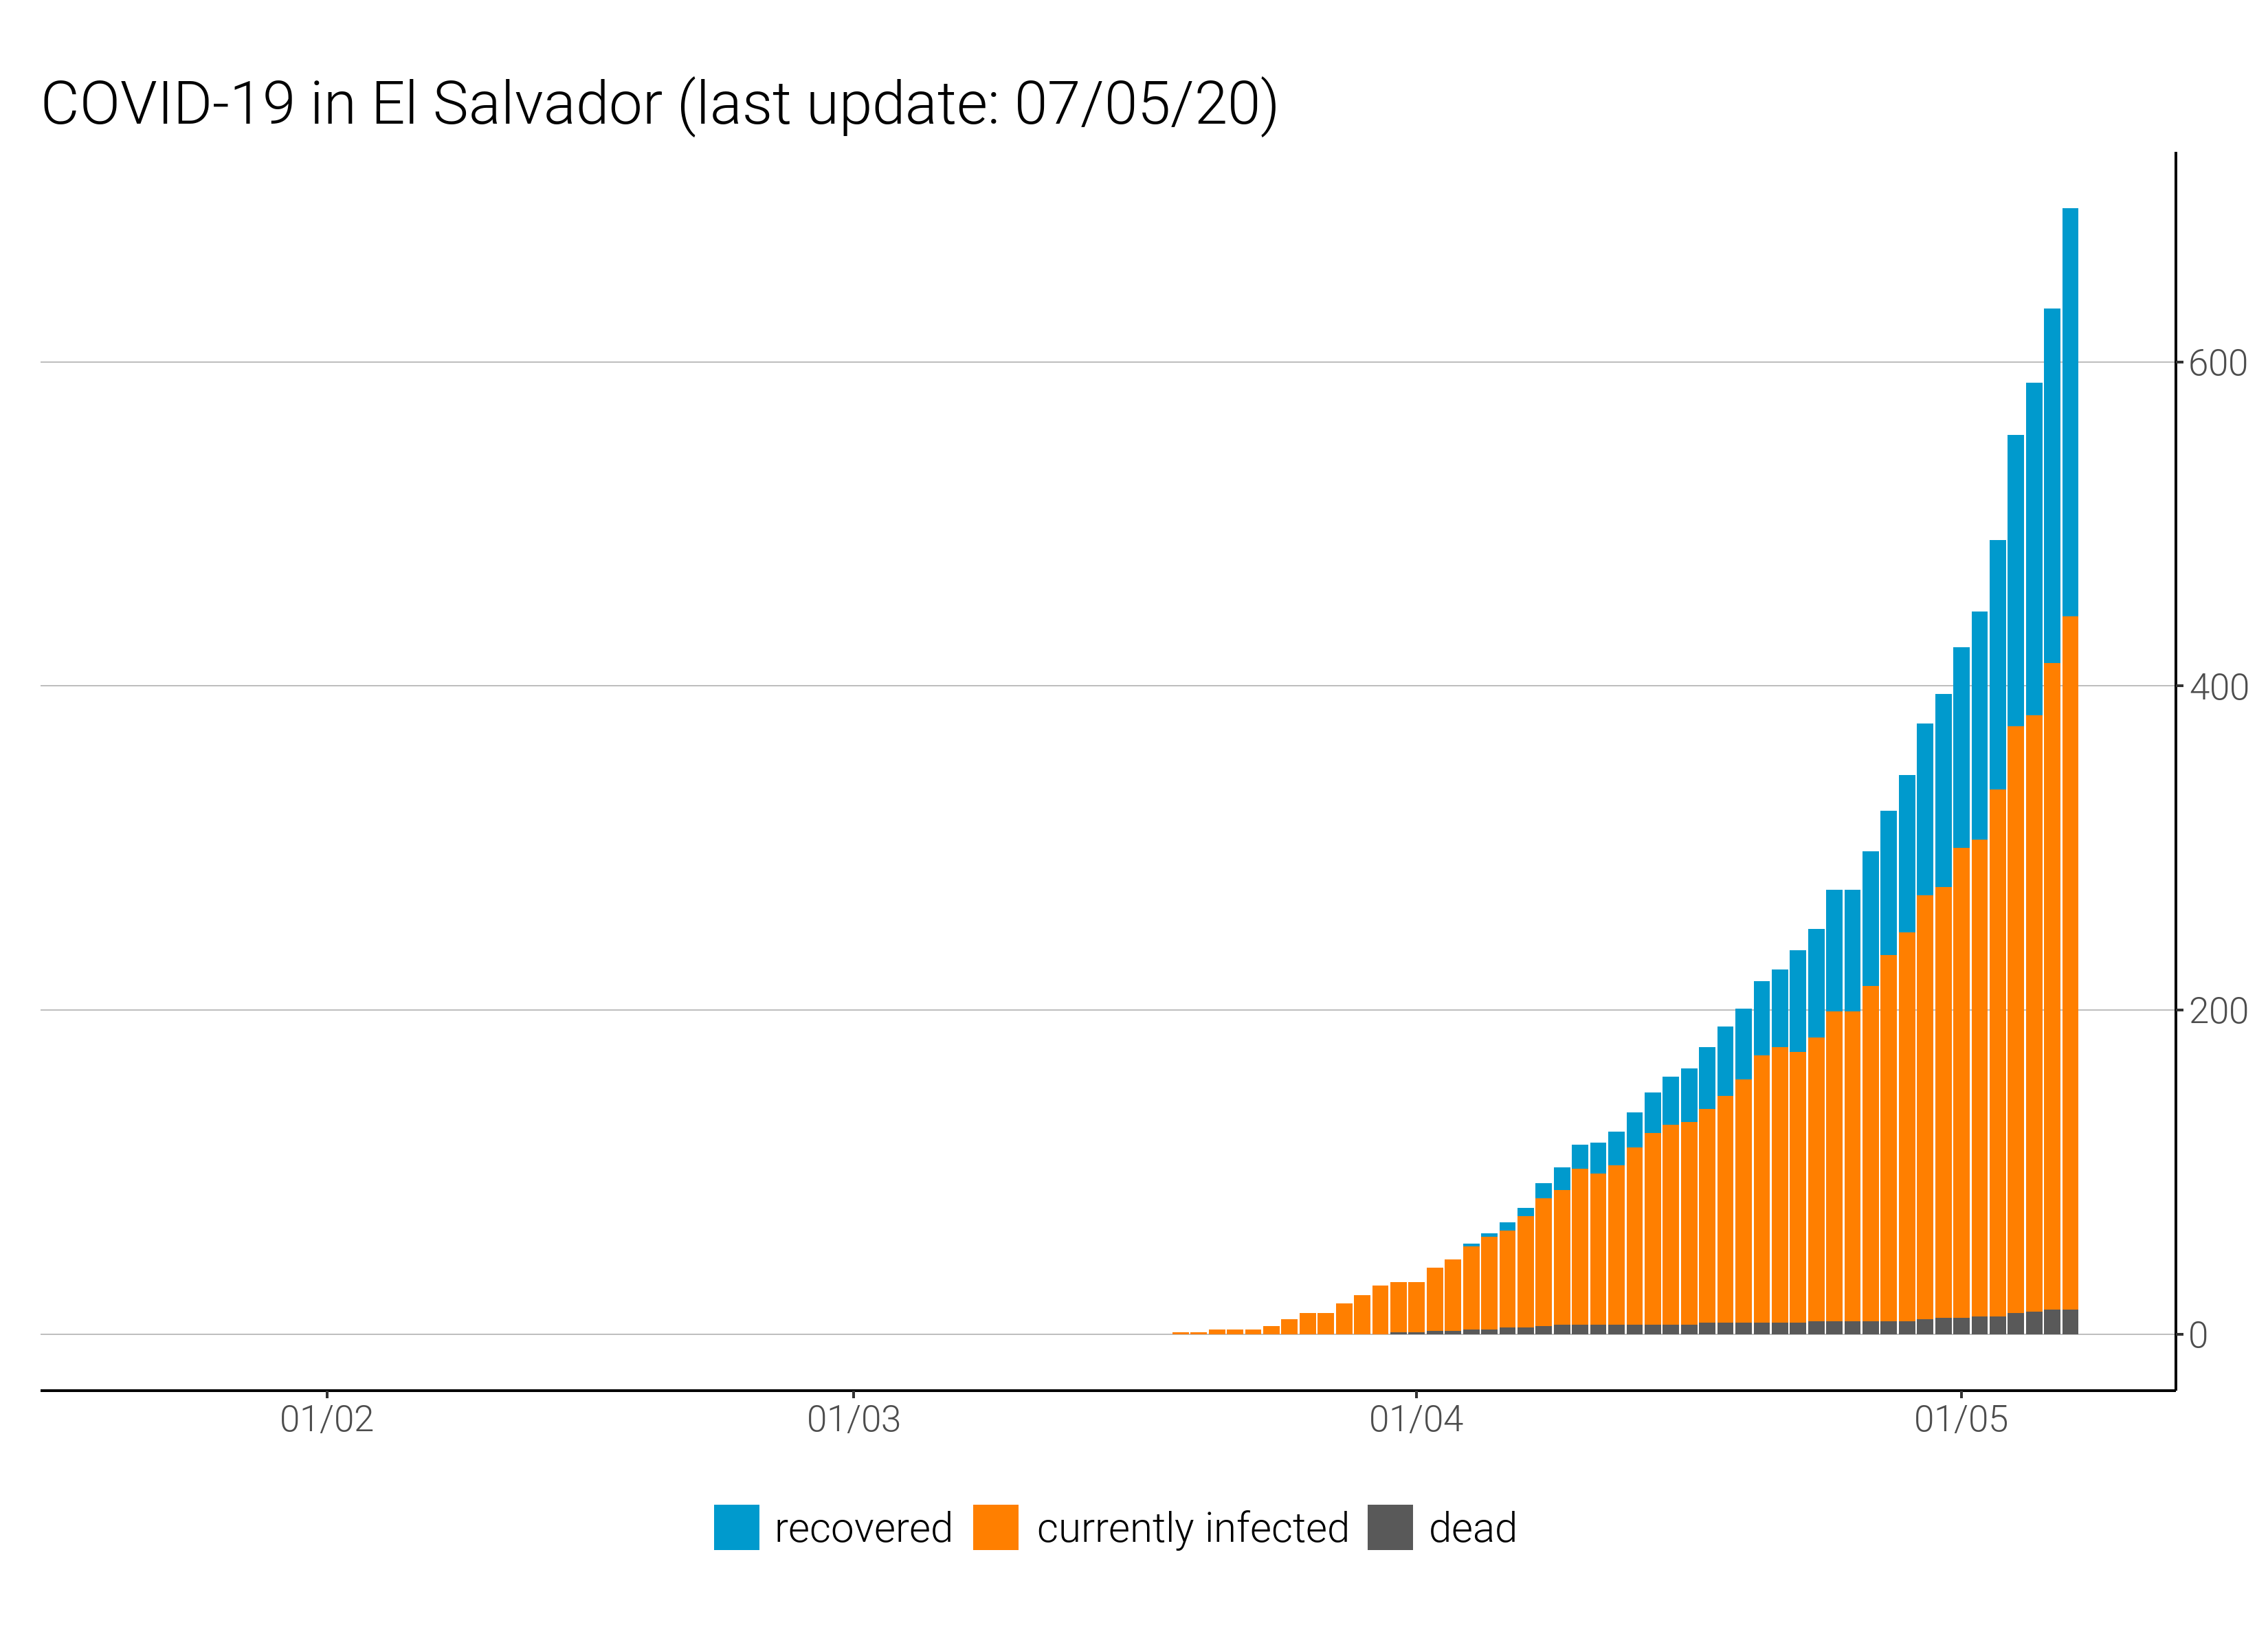 COVID-19 in El Salvador (last update: 07/05/20)
600
400
200
0
01/02 01/03 01/04 01/05
recovered currently infected dead